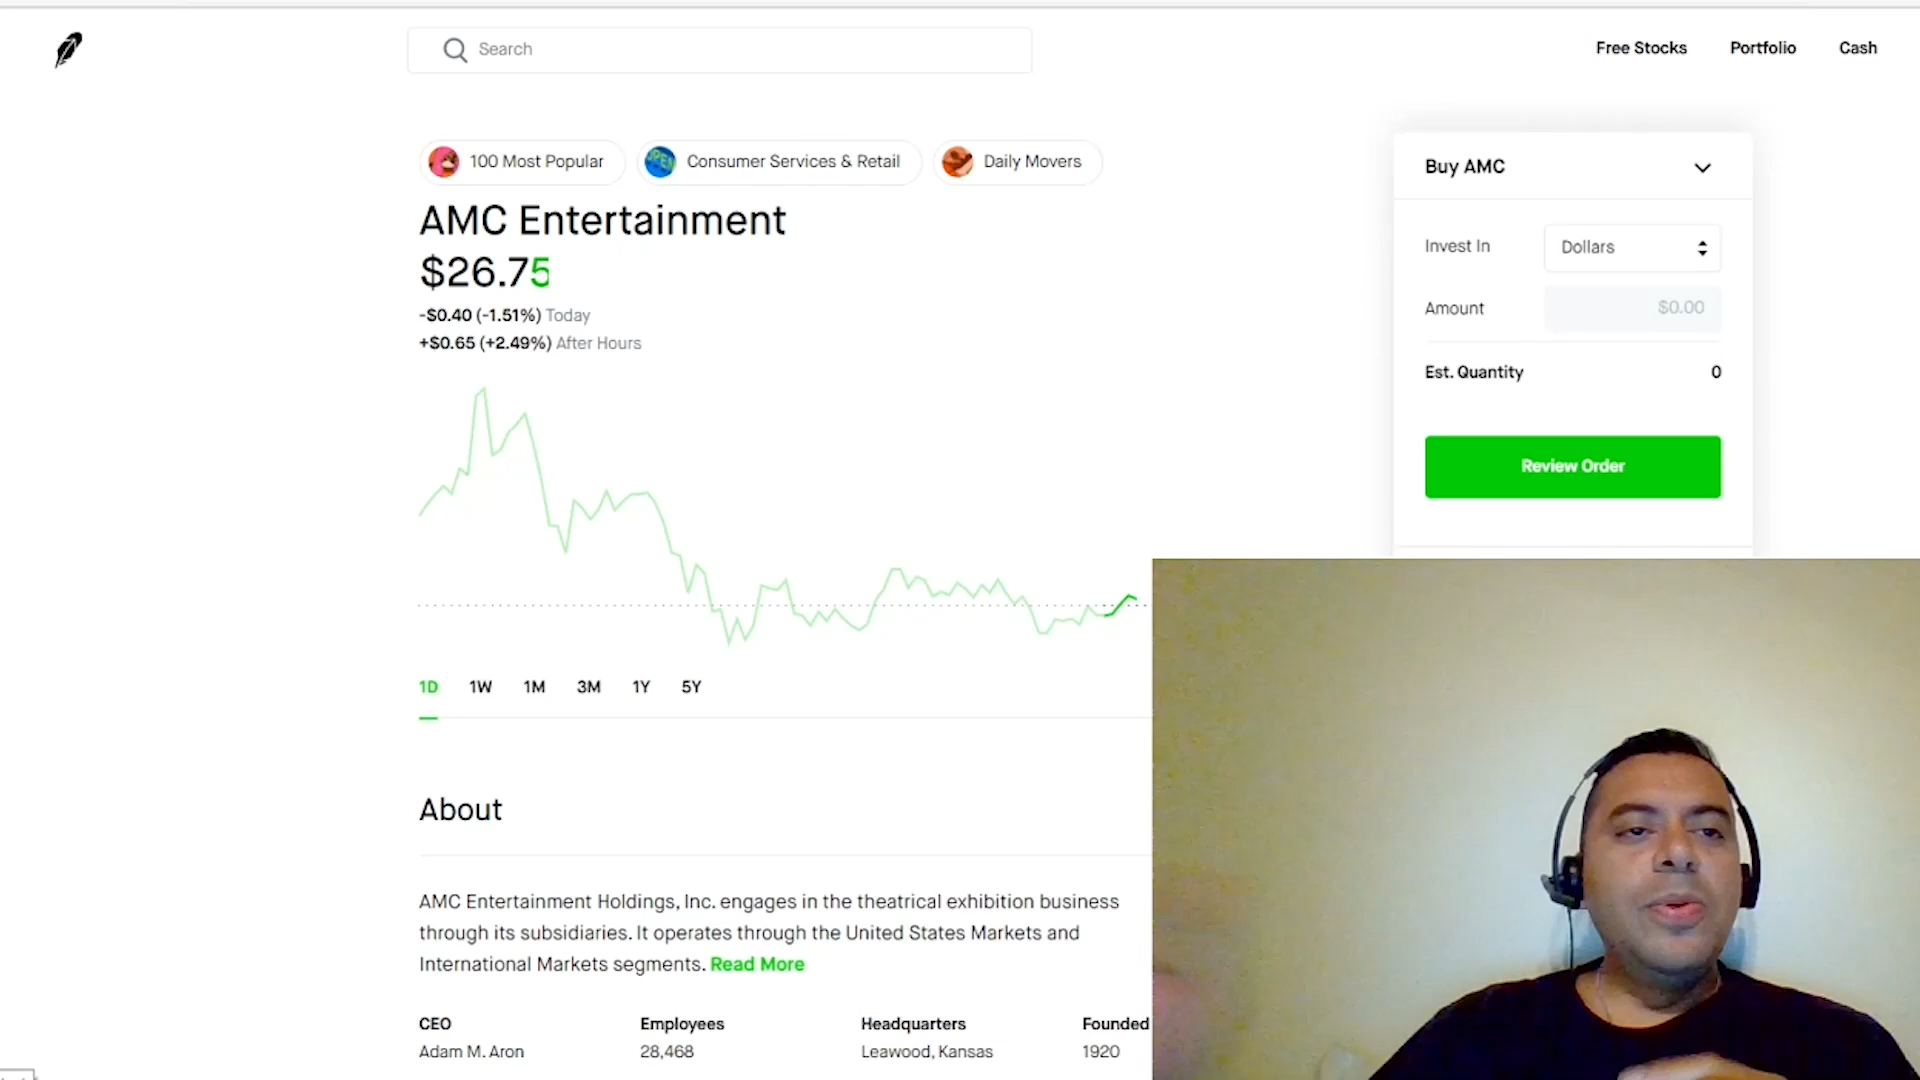 Search
Free Stocks
Portfolio
Cash
100 Most Popular
OPEN
Consumer Services & Retail
Daily Movers
AMC Entertainment
$26.75
-$0.40 (-1.51%) Today
+$0.65 (+2.49%) After Hours
Buy AMC
Invest In
Dollars
Amount
$0.00
Est. Quantity
0
Review Order
1D
1W
1M
3M
1Y
5Y
About
AMC Entertainment Holdings, Inc. engages in the theatrical exhibition business
through its subsidiaries. It operates through the United States Markets and
International Markets segments. Read More
CEO
Employees
Headquarters
Founded
Adam M. Aron
28,468
Leawood, Kansas
1920